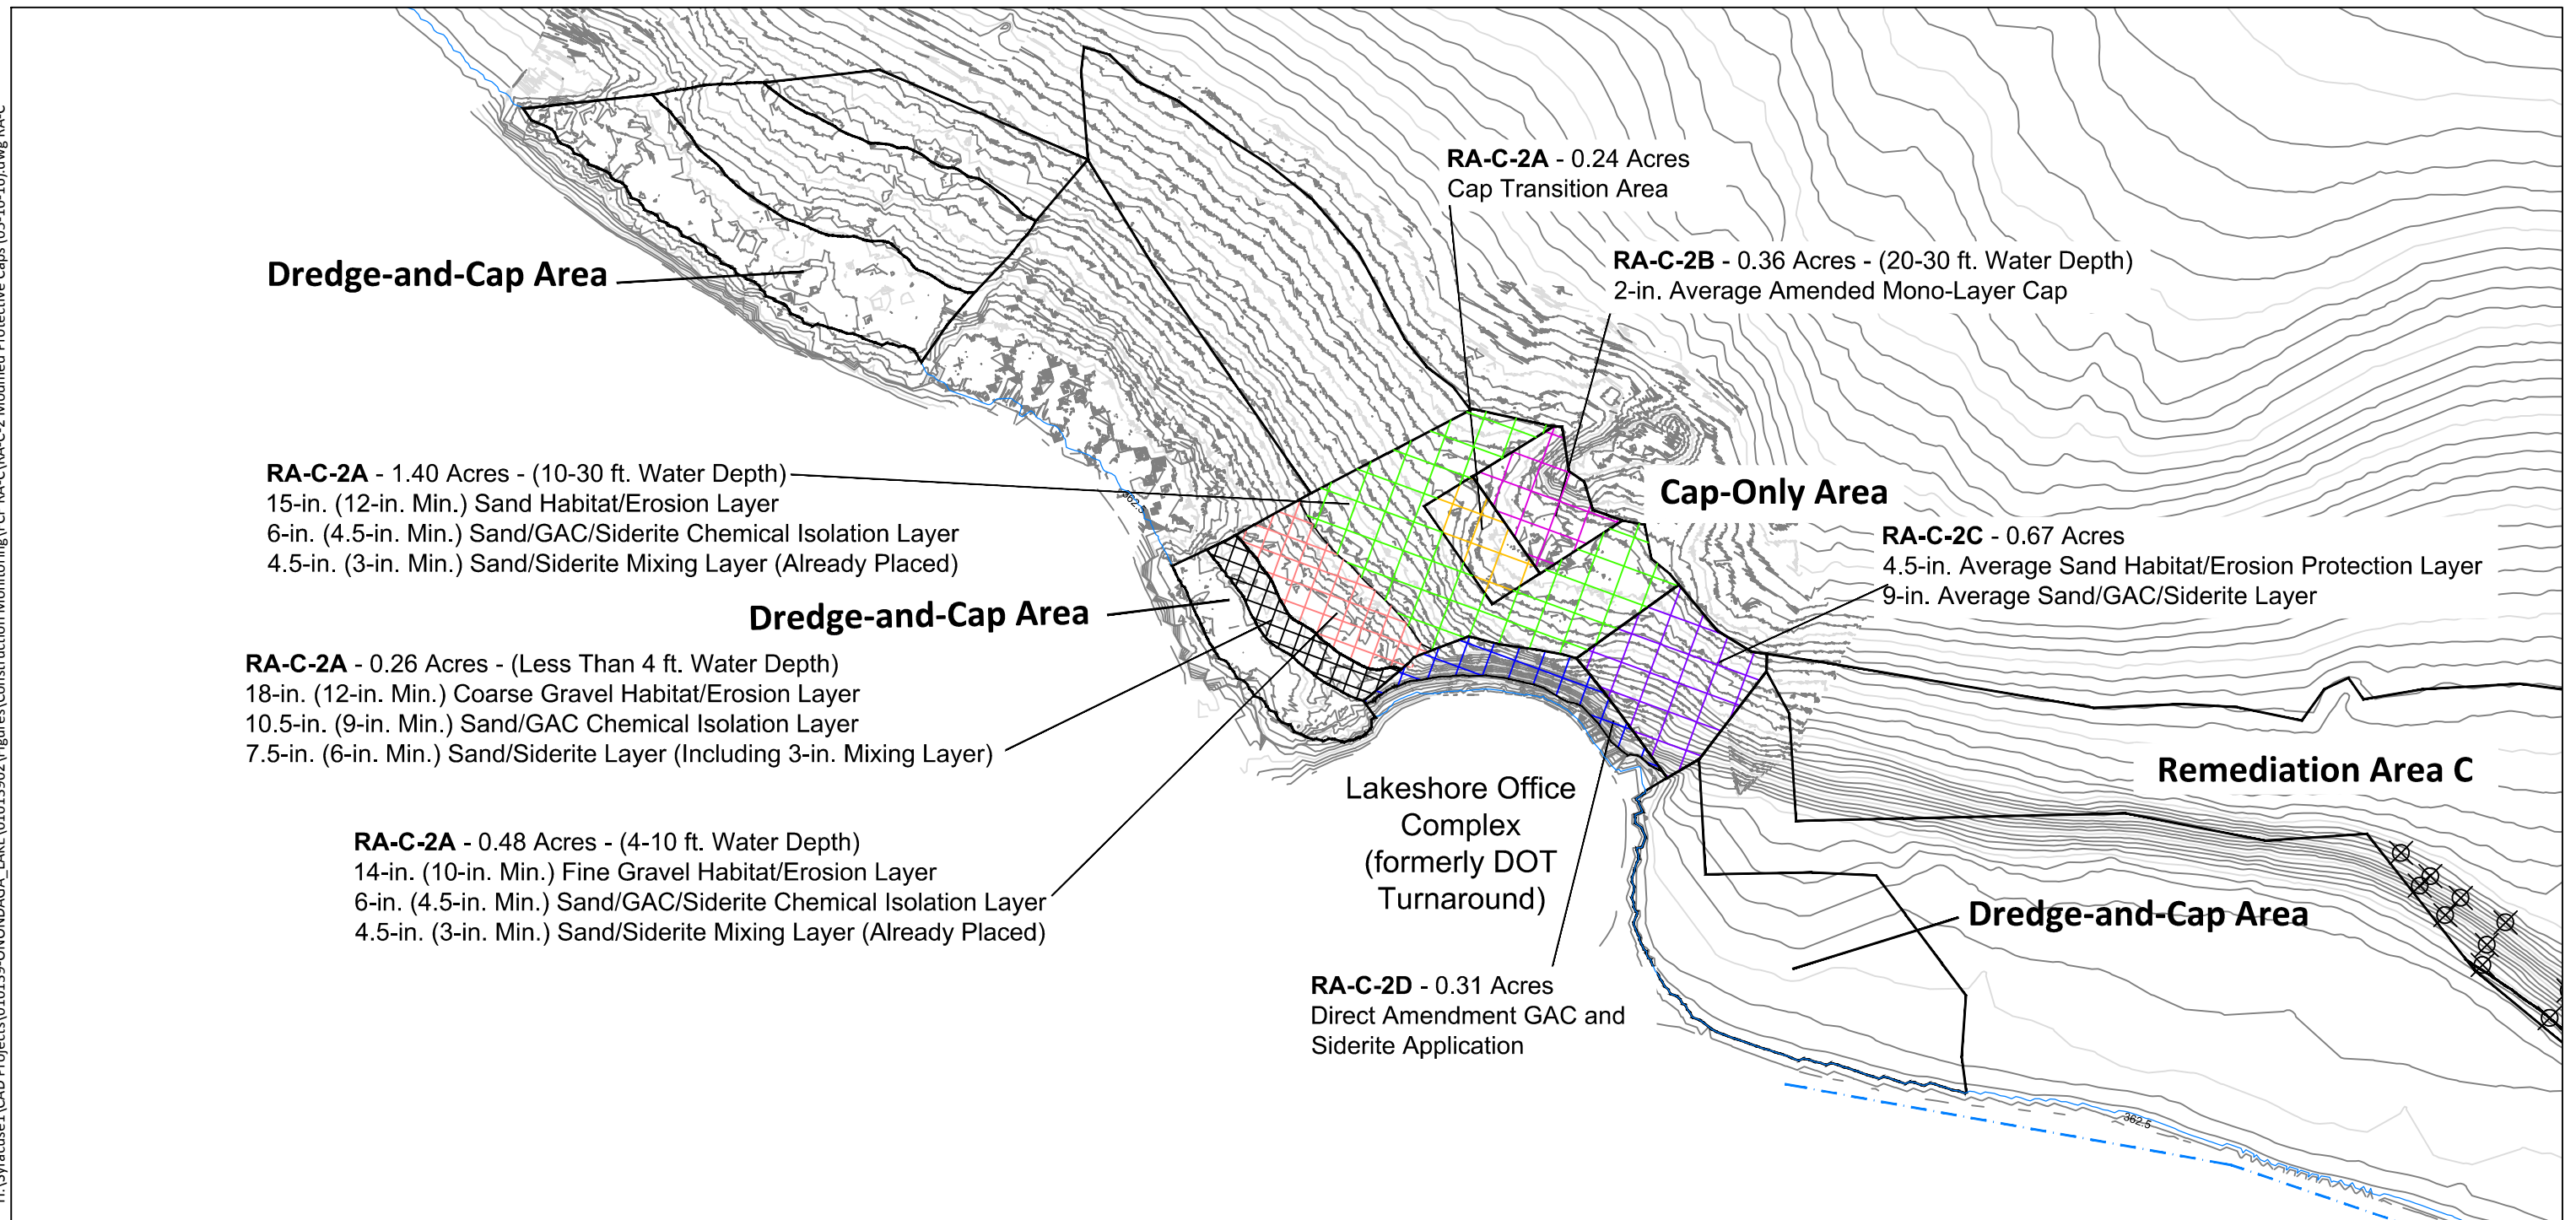 RA-C-2A - 0.24 Acres
Cap Transition Area
RA-C-2B - 0.36 Acres - (20-30 ft. Water Depth)
2-in. Average Amended Mono-Layer Cap
Dredge-and-Cap Area
RA-C-2A - 1.40 Acres - (10-30 ft. Water Depth)
15-in. (12-in. Min.) Sand Habitat/Erosion Layer
6-in. (4.5-in. Min.) Sand/GAC/Siderite Chemical Isolation Layer
4.5-in. (3-in. Min.) Sand/Siderite Mixing Layer (Already Placed)
362.5
Cap-Only Area
RA-C-2C - 0.67 Acres
4.5-in. Average Sand Habitat/Erosion Protection Layer
9-in. Average Sand/GAC/Siderite Layer
Dredge-and-Cap Area
RA-C-2A - 0.26 Acres - (Less Than 4 ft. Water Depth)
18-in. (12-in. Min.) Coarse Gravel Habitat/Erosion Layer
10.5-in. (9-in. Min.) Sand/GAC Chemical Isolation Layer
7.5-in. (6-in. Min.) Sand/Siderite Layer (Including 3-in. Mixing Layer)
Remediation Area C
Lakeshore Office
Complex
(formerly DOT
Turnaround)
RA-C-2A - 0.48 Acres - (4-10 ft. Water Depth)
14-in. (10-in. Min.) Fine Gravel Habitat/Erosion Layer
6-in. (4.5-in. Min.) Sand/GAC/Siderite Chemical Isolation Layer
4.5-in. (3-in. Min.) Sand/Siderite Mixing Layer (Already Placed)
Dredge-and-Cap Area
RA-C-2D - 0.31 Acres
Direct Amendment GAC and
Siderite Application
362.5